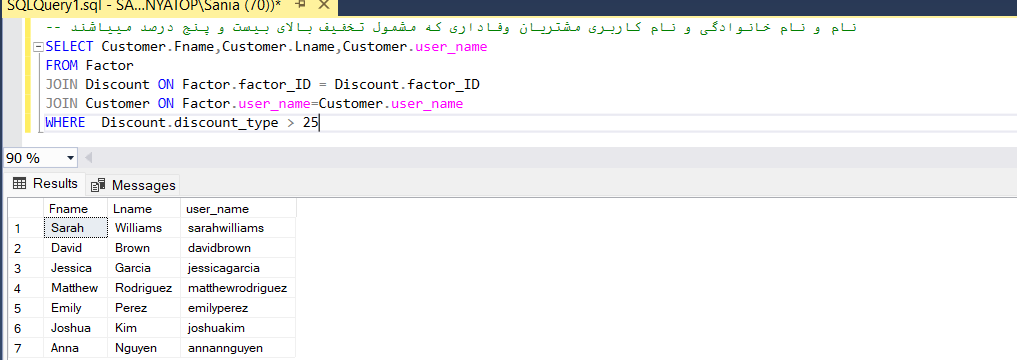 SQLQuery1.sql - SA...NYATOP\Sania (70))*
-- نام و نام خانوادگی و نام کاربری مشتریان وفاداری که مشمول تخفیف بالای بیست و پنج درصد میباشند
SELECT Customer.Fname,Customer.Lname,Customer.user_name
FROM Factor
JOIN Discount ON Factor.factor_ID = Discount.factor_ID
JOIN Customer ON Factor.user_name=Customer.user_name
WHERE  Discount.discount_type > 25
90 %
Results Messages
Fname Lname user_name
1 Sarah Williams sarahwilliams
2 David Brown davidbrown
3 Jessica Garcia jessicagarcia
4 Matthew Rodriguez matthewrodriguez
5 Emily Perez emilyperez
6 Joshua Kim joshuakim
7 Anna Nguyen annannguyen